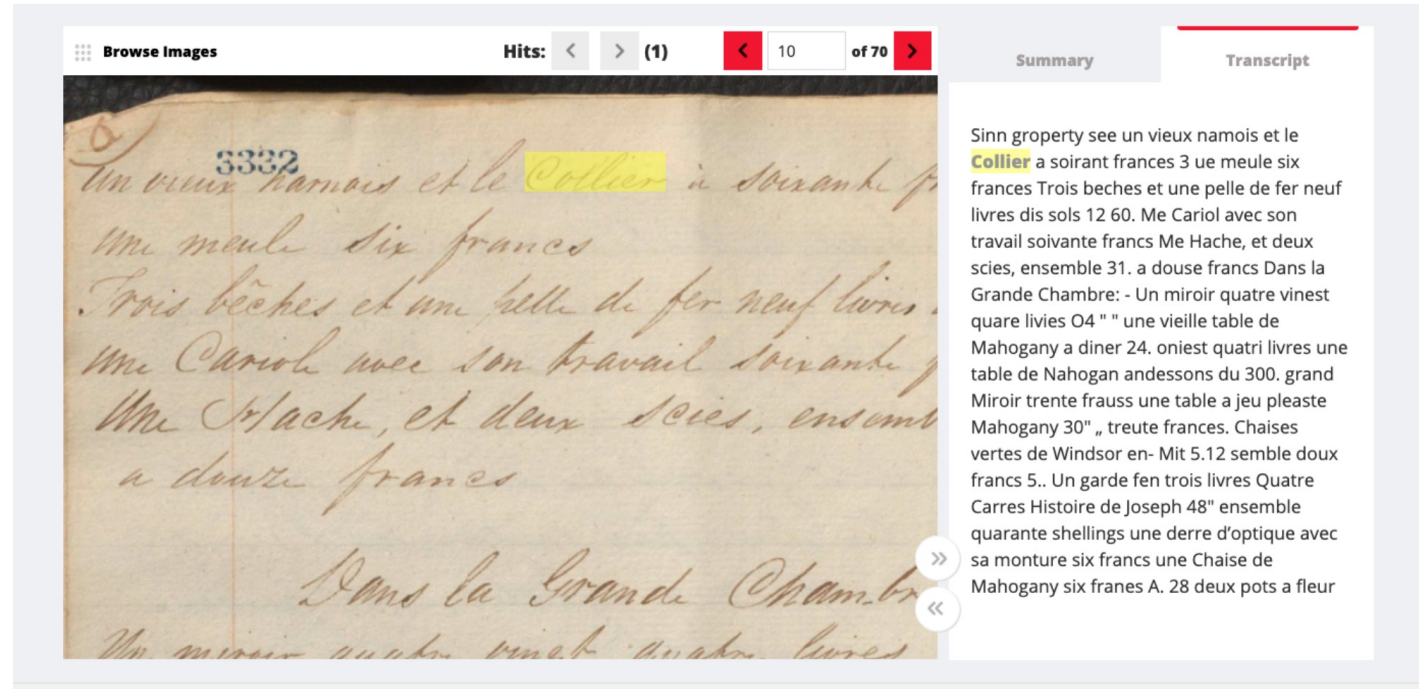 Browse Images
Hits: (1)
10 of 70
3332
un vieux harnais et le Collier a soixante fr
une meule six francs
Trois bêches et une pelle de fer neuf livres
une Cariole avec son travail soixante f
Une Hache, et deux scies, ensemb
a douze francs
Dans la Grande Chambr
Un miroir quatre vingt quatre livres
Summary
Transcript
Sinn groperty see un vieux namois et le
Collier a soirant frances 3 ue meule six
frances Trois beches et une pelle de fer neuf
livres dis sols 12 60. Me Cariol avec son
travail soivante francs Me Hache, et deux
scies, ensemble 31. a douse francs Dans la
Grande Chambre: - Un miroir quatre vinest
quare livies O4 " " une vieille table de
Mahogany a diner 24. oniest quatri livres une
table de Nahogan andessons du 300. grand
Miroir trente frauss une table a jeu pleaste
Mahogany 30" „ treute frances. Chaises
vertes de Windsor en- Mit 5.12 semble doux
francs 5.. Un garde fen trois livres Quatre
Carres Histoire de Joseph 48" ensemble
quarante shellings une derre d’optique avec
sa monture six francs une Chaise de
Mahogany six franes A. 28 deux pots a fleur